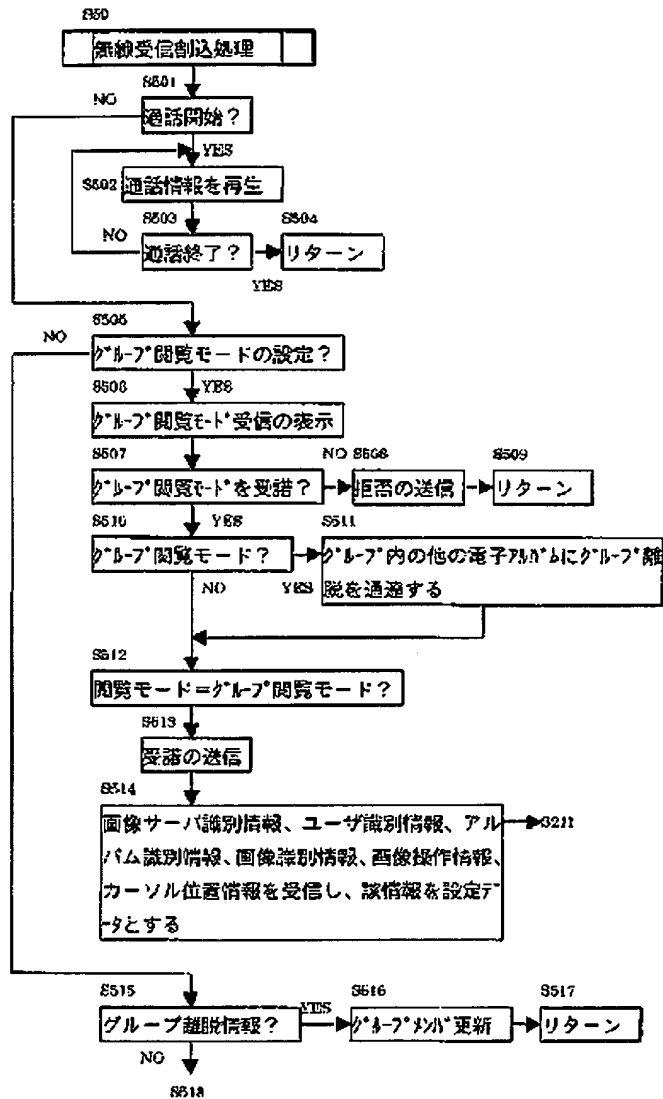 S50
無線受信割込処理
S501
NO
通話開始？
YES
S502
通話情報を再生
S503
S504
NO
通話終了？
リターン
YES
S505
NO
グループ閲覧モードの設定？
S506
YES
グループ閲覧モード受信の表示
S507
NO
S508
S509
グループ閲覧モードを受諾？
拒否の送信
リターン
S510
YES
S511
グループ閲覧モード？
グループ内の他の電子アルバムにグループ離
脱を通達する
NO
YES
S512
閲覧モード＝グループ閲覧モード？
S513
受諾の送信
S514
画像サーバ識別情報、ユーザ識別情報、アル
バム識別情報、画像識別情報、画像操作情報、
カーソル位置情報を受信し、該情報を設定デ
ータとする
S211
S515
YES
S516
S517
グループ離脱情報？
グループメンバ更新
リターン
NO
S518